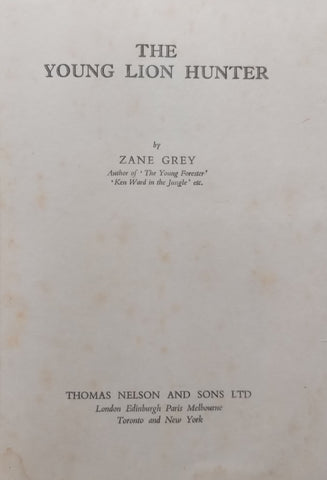 THE
YOUNG LION HUNTER
by
ZANE GREY
Author of ‘The Young Forester’
‘Ken Ward in the Jungle’ etc.
THOMAS NELSON AND SONS LTD
London Edinburgh Paris Melbourne
Toronto and New York